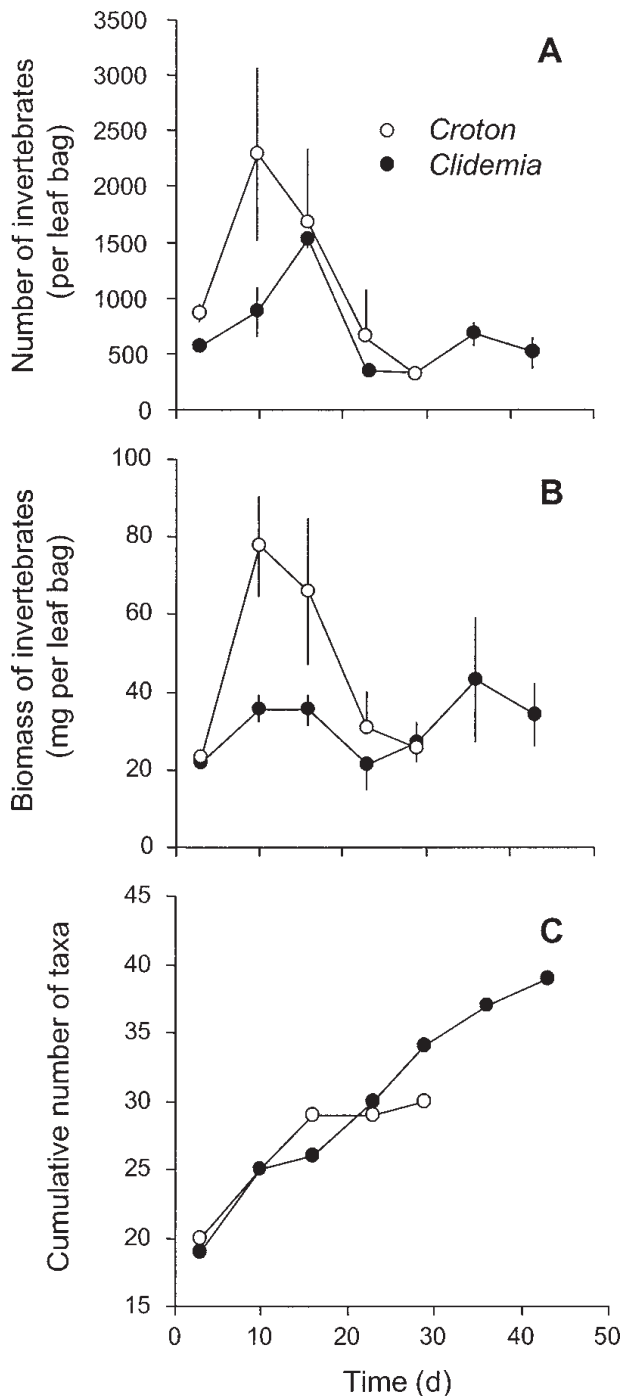 A
Number of invertebrates
(per leaf bag)
3500
3000
2500
2000
1500
1000
500
0
Croton
Clidemia
B
Biomass of invertebrates
(mg per leaf bag)
100
80
60
40
20
0
C
Cumulative number of taxa
45
40
35
30
25
20
15
0 10 20 30 40 50
Time (d)